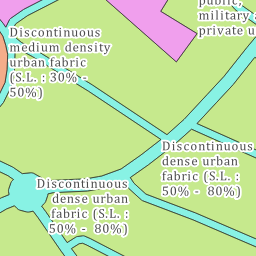 public,
military a
private u
Discontinuous
medium density
urban fabric
(S.L. : 30% -
50%)
Discontinuous
dense urban
fabric (S.L. :
50% - 80%)
Discontinuous
dense urban
fabric (S.L. :
50% - 80%)